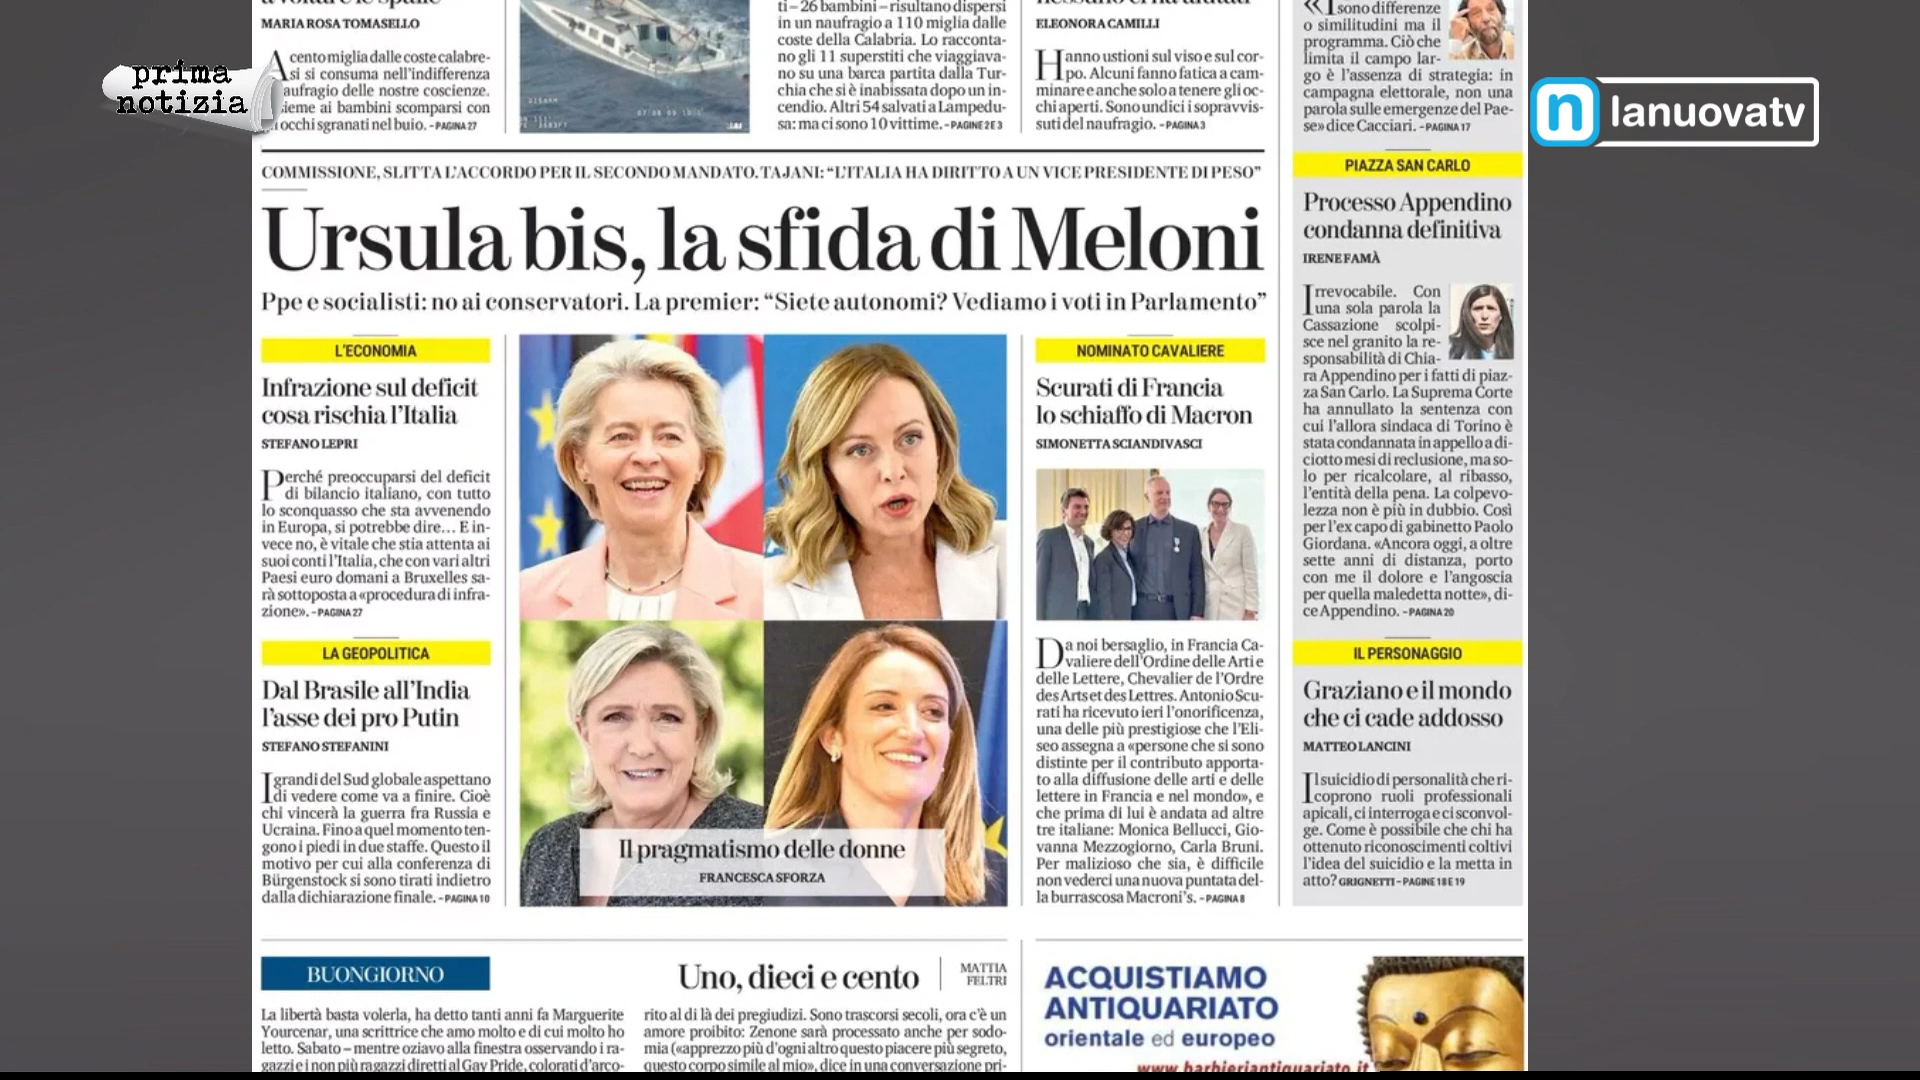 prima
notizia
lanuovatv
MARIA ROSA TOMASELLO
A cento miglia dalle coste calabre-
si si consuma nell'indifferenza
aufragio delle nostre coscienze.
sieme ai bambini scomparsi con
occhi sgranati nel buio. – PAGINA 27
ti – 26 bambini – risultano dispersi
in un naufragio a 110 miglia dalle
coste della Calabria. Lo racconta-
no gli 11 superstiti che viaggiava-
no su una barca partita dalla Tur-
chia che si è inabissata dopo un in-
cendio. Altri 54 salvati a Lampedu-
sa: ma ci sono 10 vittime. – PAGINE 2 E 3
ELEONORA CAMILLI
Hanno ustioni sul viso e sul cor-
po. Alcuni fanno fatica a cam-
minare e anche solo a tenere gli oc-
chi aperti. Sono undici i sopravvis-
suti del naufragio. – PAGINA 3
sono differenze
o similitudini ma il
programma. Ciò che
limita il campo lar-
go è l'assenza di strategia: in
campagna elettorale, non una
parola sulle emergenze del Pae-
se» dice Cacciari. – PAGINA 17
COMMISSIONE, SLITTA L'ACCORDO PER IL SECONDO MANDATO. TAJANI: “L'ITALIA HA DIRITTO A UN VICE PRESIDENTE DI PESO”
Ursula bis, la sfida di Meloni
Ppe e socialisti: no ai conservatori. La premier: “Siete autonomi? Vediamo i voti in Parlamento”
L'ECONOMIA
Infrazione sul deficit
cosa rischia l'Italia
STEFANO LEPRI
Perché preoccuparsi del deficit
di bilancio italiano, con tutto
lo sconquasso che sta avvenendo
in Europa, si potrebbe dire… E in-
vece no, è vitale che stia attenta ai
suoi conti l'Italia, che con vari altri
Paesi euro domani a Bruxelles sa-
rà sottoposta a «procedura di infra-
zione». – PAGINA 27
LA GEOPOLITICA
Dal Brasile all'India
l'asse dei pro Putin
STEFANO STEFANINI
I grandi del Sud globale aspettano
di vedere come va a finire. Cioè
chi vincerà la guerra fra Russia e
Ucraina. Fino a quel momento ten-
gono i piedi in due staffe. Questo il
motivo per cui alla conferenza di
Bürgenstock si sono tirati indietro
dalla dichiarazione finale. – PAGINA 10
Il pragmatismo delle donne
FRANCESCA SFORZA
NOMINATO CAVALIERE
Scurati di Francia
lo schiaffo di Macron
SIMONETTA SCIANDIVASCI
Da noi bersaglio, in Francia Ca-
valiere dell'Ordine delle Arti e
delle Lettere, Chevalier de l'Ordre
des Arts et des Lettres. Antonio Scu-
rati ha ricevuto ieri l'onorificenza,
una delle più prestigiose che l'Eli-
seo assegna a «persone che si sono
distinte per il contributo apporta-
to alla diffusione delle arti e delle
lettere in Francia e nel mondo», e
che prima di lui è andata ad altre
tre italiane: Monica Bellucci, Gio-
vanna Mezzogiorno, Carla Bruni.
Per malizioso che sia, è difficile
non vederci una nuova puntata del-
la burrascosa Macroni's. – PAGINA 8
PIAZZA SAN CARLO
Processo Appendino
condanna definitiva
IRENE FAMÀ
Irrevocabile. Con
una sola parola la
Cassazione scolpi-
sce nel granito la re-
sponsabilità di Chia-
ra Appendino per i fatti di piaz-
za San Carlo. La Suprema Corte
ha annullato la sentenza con
cui l'allora sindaca di Torino è
stata condannata in appello a di-
ciotto mesi di reclusione, ma so-
lo per ricalcolare, al ribasso,
l'entità della pena. La colpevo-
lezza non è più in dubbio. Così
per l'ex capo di gabinetto Paolo
Giordana. «Ancora oggi, a oltre
sette anni di distanza, porto
con me il dolore e l'angoscia
per quella maledetta notte», di-
ce Appendino. – PAGINA 20
IL PERSONAGGIO
Graziano e il mondo
che ci cade addosso
MATTEO LANCINI
Il suicidio di personalità che ri-
coprono ruoli professionali
apicali, ci interroga e ci sconvol-
ge. Come è possibile che chi ha
ottenuto riconoscimenti coltivi
l'idea del suicidio e la metta in
atto? GRIGNETTI – PAGINE 18 E 19
BUONGIORNO
Uno, dieci e cento
MATTIA
FELTRI
La libertà basta volerla, ha detto tanti anni fa Marguerite
Yourcenar, una scrittrice che amo molto e di cui molto ho
letto. Sabato – mentre oziavo alla finestra osservando i ra-
gazzi e i non più ragazzi diretti al Gay Pride, colorati d'arco-
rito al di là dei pregiudizi. Sono trascorsi secoli, ora c'è un
amore proibito: Zenone sarà processato anche per sodo-
mia («apprezzo più d'ogni altro questo piacere più segreto,
questo corpo simile al mio», dice in una conversazione pri-
ACQUISTIAMO
ANTIQUARIATO
orientale ed europeo
www.barbieriantiquariato.it